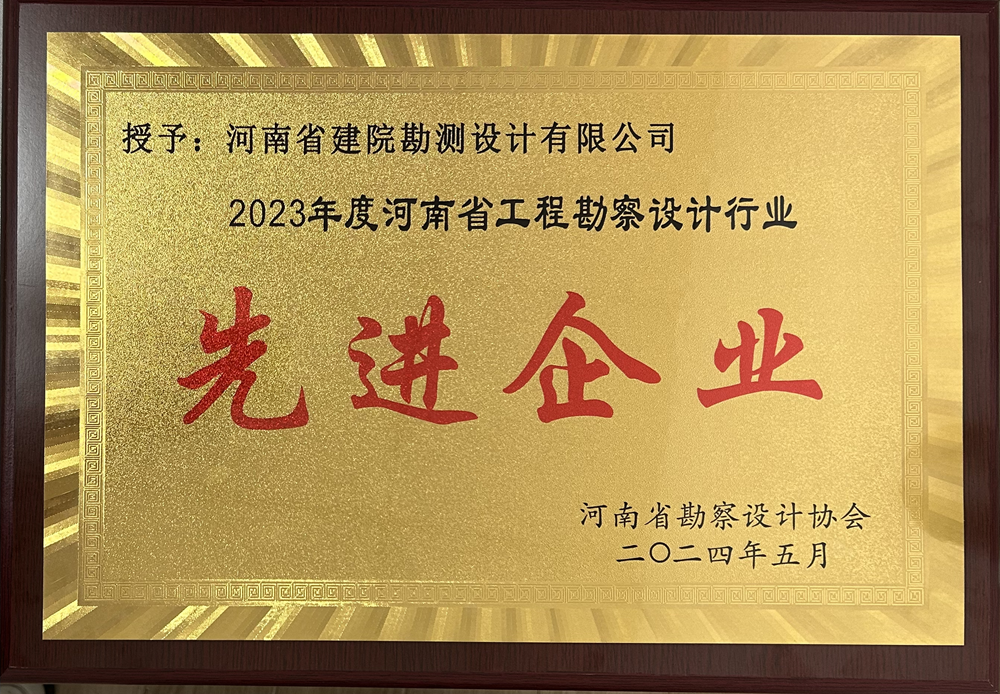 授予：河南省建院勘测设计有限公司
2023年度河南省工程勘察设计行业
先进企业
河南省勘察设计协会
二〇二四年五月